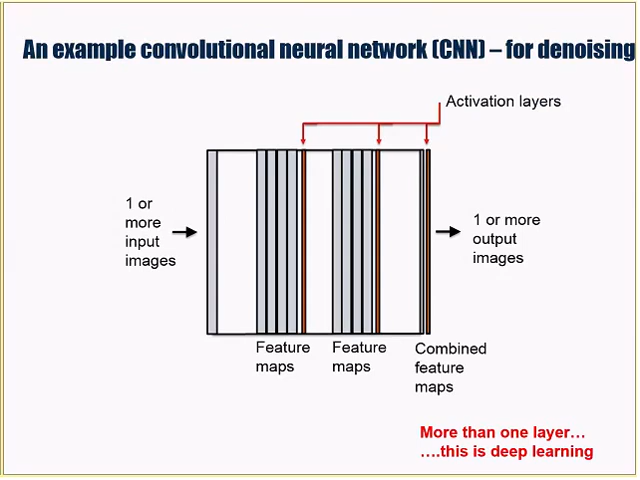 An example convolutional neural network (CNN) – for denoising
Activation layers
1 or
more
input
images
1 or more
output
images
Feature
maps
Feature
maps
Combined
feature
maps
More than one layer…
….this is deep learning